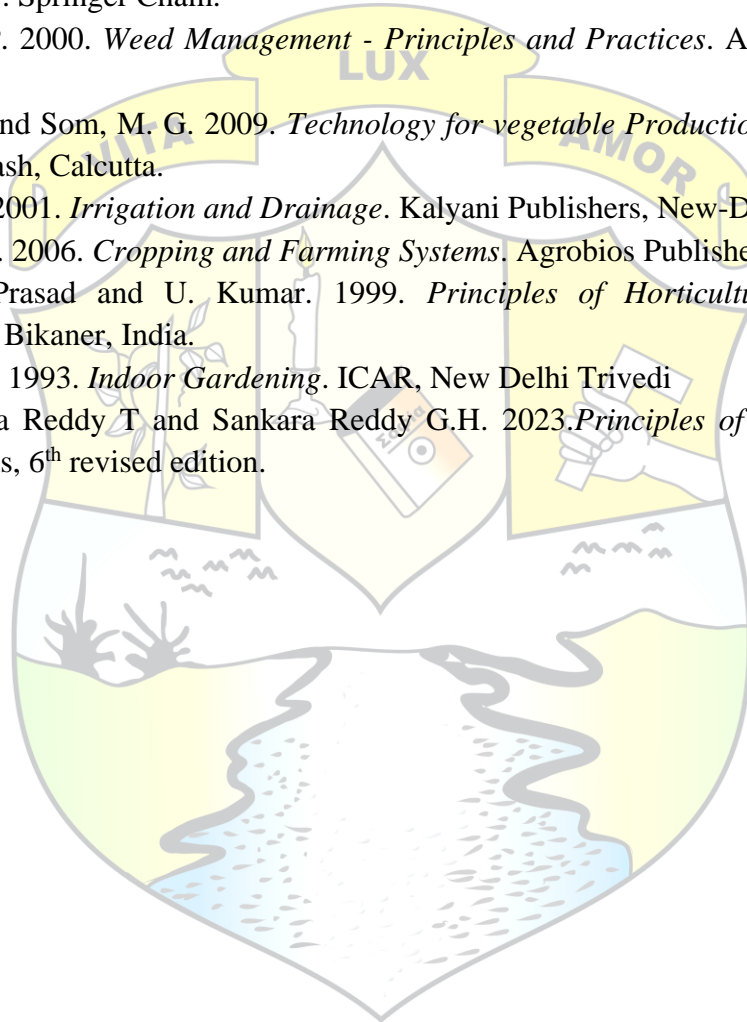 . Springer Cham.
. 2000. Weed Management - Principles and Practices. A
LUX
nd Som, M. G. 2009. Technology for vegetable Productio
VITA
AMOR
ash, Calcutta.
2001. Irrigation and Drainage. Kalyani Publishers, New-D
. 2006. Cropping and Farming Systems. Agrobios Publishe
Prasad and U. Kumar. 1999. Principles of Horticultu
Bikaner, India.
1993. Indoor Gardening. ICAR, New Delhi Trivedi
a Reddy T and Sankara Reddy G.H. 2023.Principles of
s, 6th revised edition.